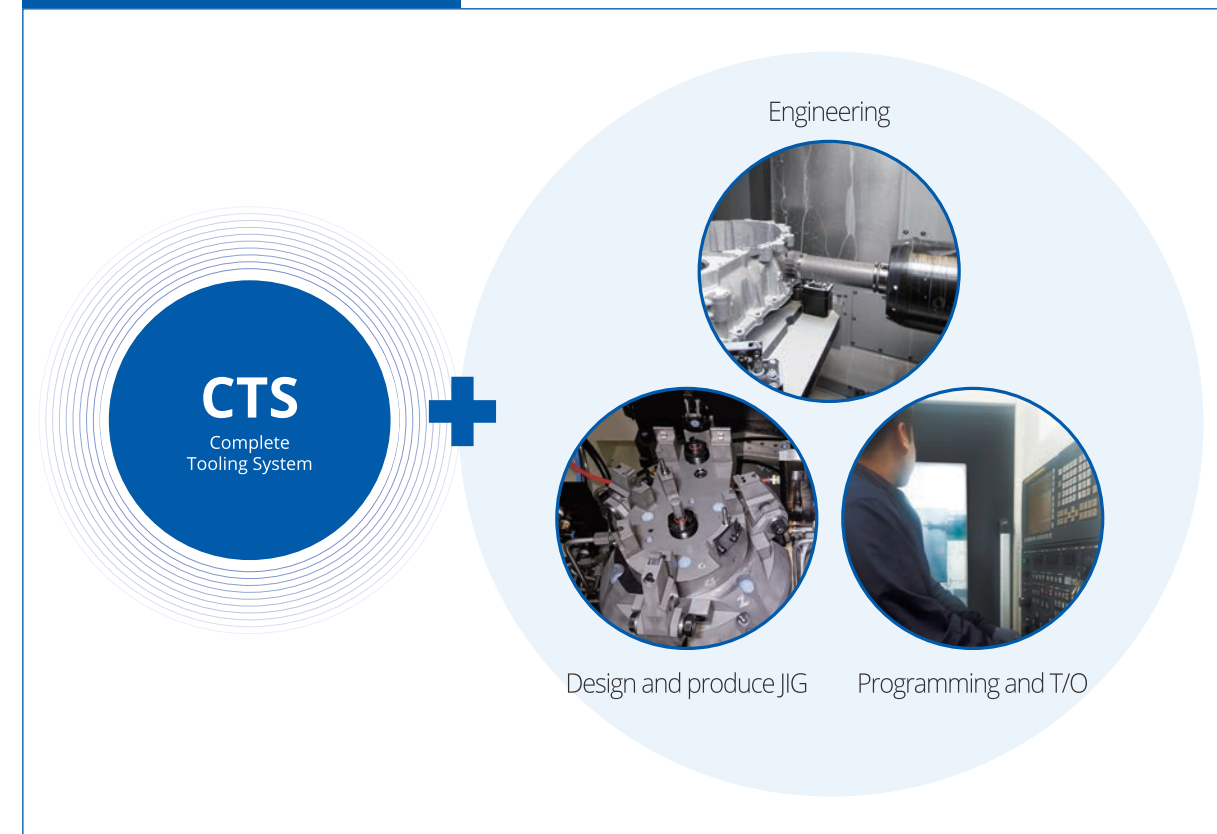 CTS
Complete
Tooling System
Engineering
Design and produce JIG
Programming and T/O